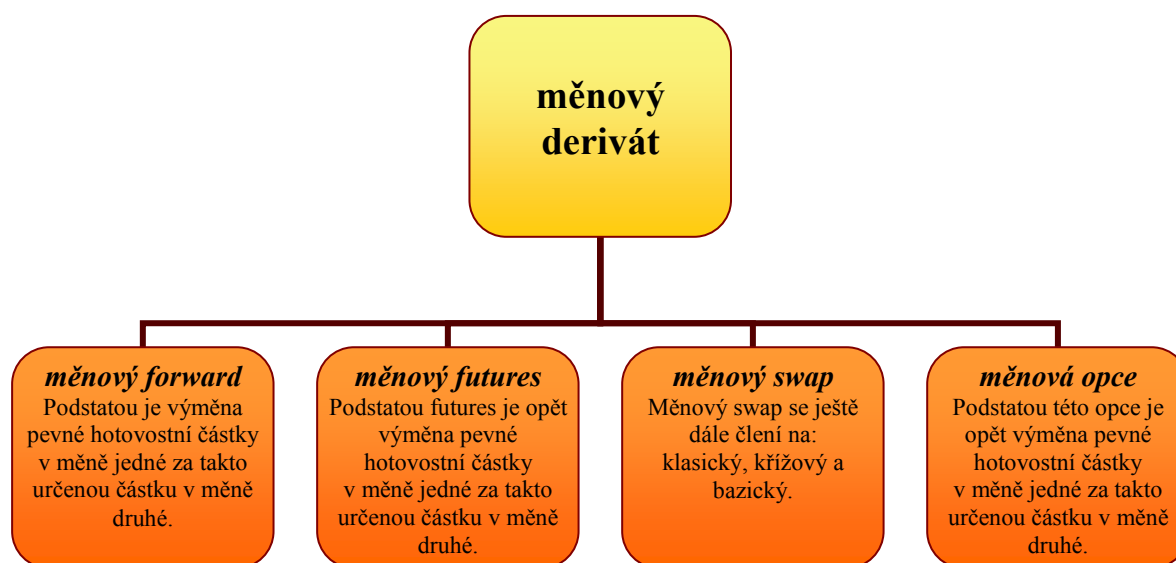 měnový
derivát
měnový forward
Podstatou je výměna
pevné hotovostní částky
v měně jedné za takto
určenou částku v měně
druhé.
měnový futures
Podstatou futures je opět
výměna pevné
hotovostní částky
v měně jedné za takto
určenou částku v měně
druhé.
měnový swap
Měnový swap se ještě
dále člení na:
klasický, křížový a
bazický.
měnová opce
Podstatou této opce je
opět výměna pevné
hotovostní částky
v měně jedné za takto
určenou částku v měně
druhé.